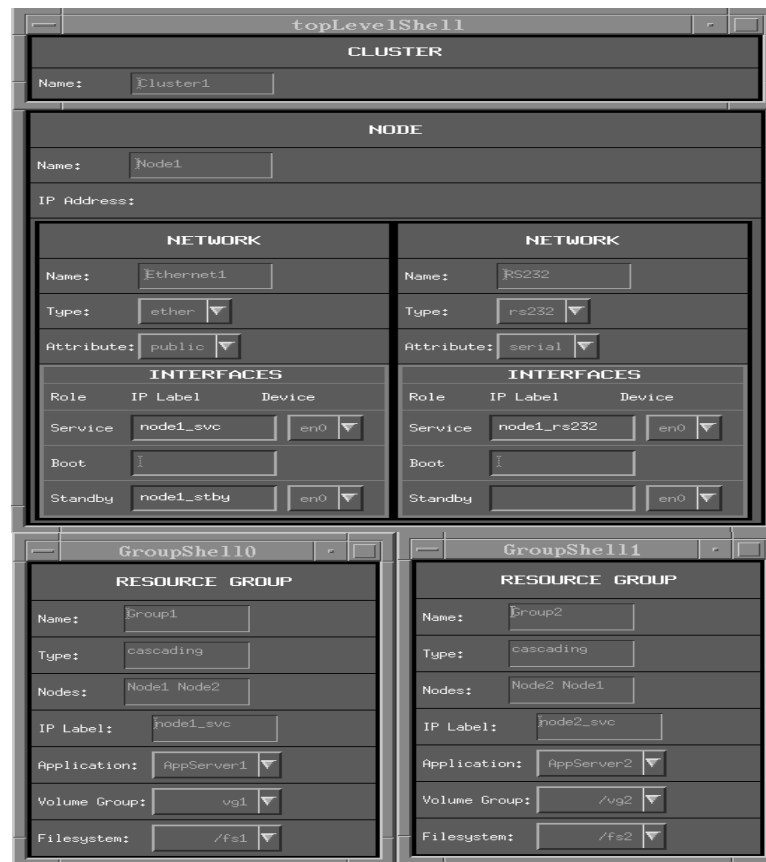 topLevelShell
CLUSTER
Name: Cluster1
NODE
Name: Node1
IP Address:
NETWORK
Name: Ethernet1
Type: ether
Attribute: public
INTERFACES
Role IP Label Device
Service node1_svc en0
Boot
Standby node1_stby en0
NETWORK
Name: RS232
Type: rs232
Attribute: serial
INTERFACES
Role IP Label Device
Service node1_rs232 en0
Boot
Standby en0
GroupShell0
RESOURCE GROUP
Name: Group1
Type: cascading
Nodes: Node1 Node2
IP Label: node1_svc
Application: AppServer1
Volume Group: vg1
Filesystem: /fs1
GroupShell1
RESOURCE GROUP
Name: Group2
Type: cascading
Nodes: Node2 Node1
IP Label: node2_svc
Application: AppServer2
Volume Group: /vg2
Filesystem: /fs2